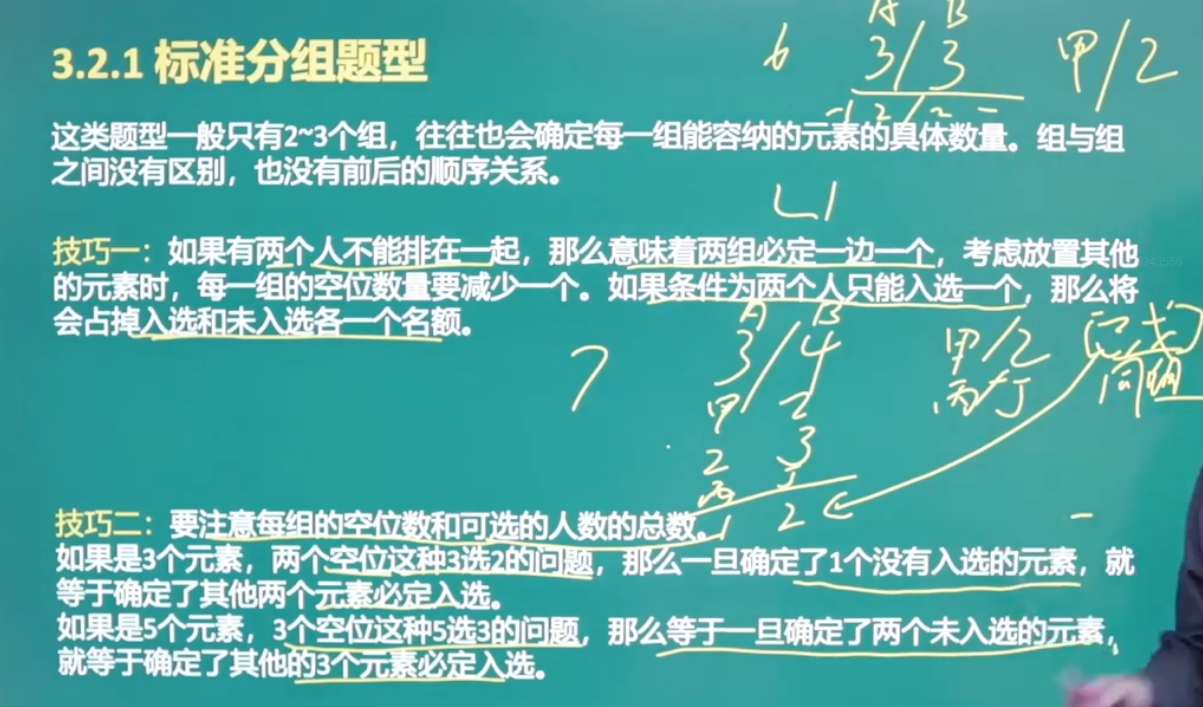 3.2.1 标准分组题型
A B
6 3/3 甲/乙
-1 2/2 -
这类题型一般只有2~3个组，往往也会确定每一组能容纳的元素的具体数量。组与组
之间没有区别，也没有前后的顺序关系。
技巧一：如果有两个人不能排在一起，那么意味着两组必定一边一个，考虑放置其他
的元素时，每一组的空位数量要减少一个。如果条件为两个人只能入选一个，那么将
会占掉入选和未入选各一个名额。
A B
7 3/4 甲/乙
甲 乙 丙/丁 同组
2 3
丙 丁
1 2
技巧二：要注意每组的空位数和可选的人数的总数。
如果是3个元素，两个空位这种3选2的问题，那么一旦确定了1个没有入选的元素，就
等于确定了其他两个元素必定入选。
如果是5个元素，3个空位这种5选3的问题，那么等于一旦确定了两个未入选的元素，
就等于确定了其他的3个元素必定入选。